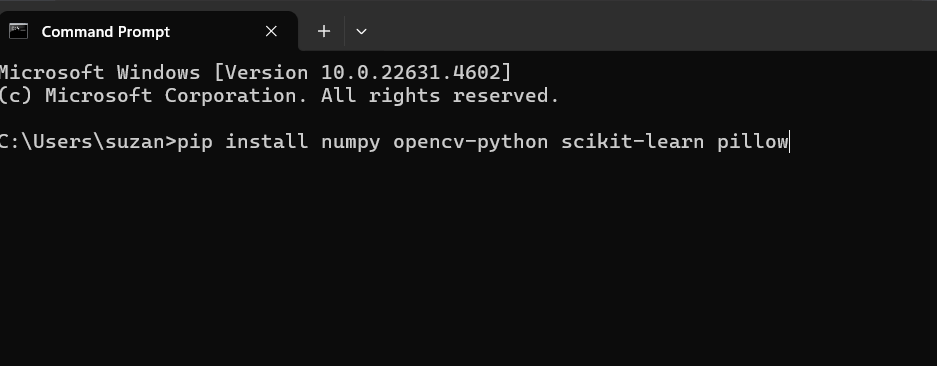 Command Prompt
Microsoft Windows [Version 10.0.22631.4602]
(c) Microsoft Corporation. All rights reserved.
C:\Users\suzan>pip install numpy opencv-python scikit-learn pillow